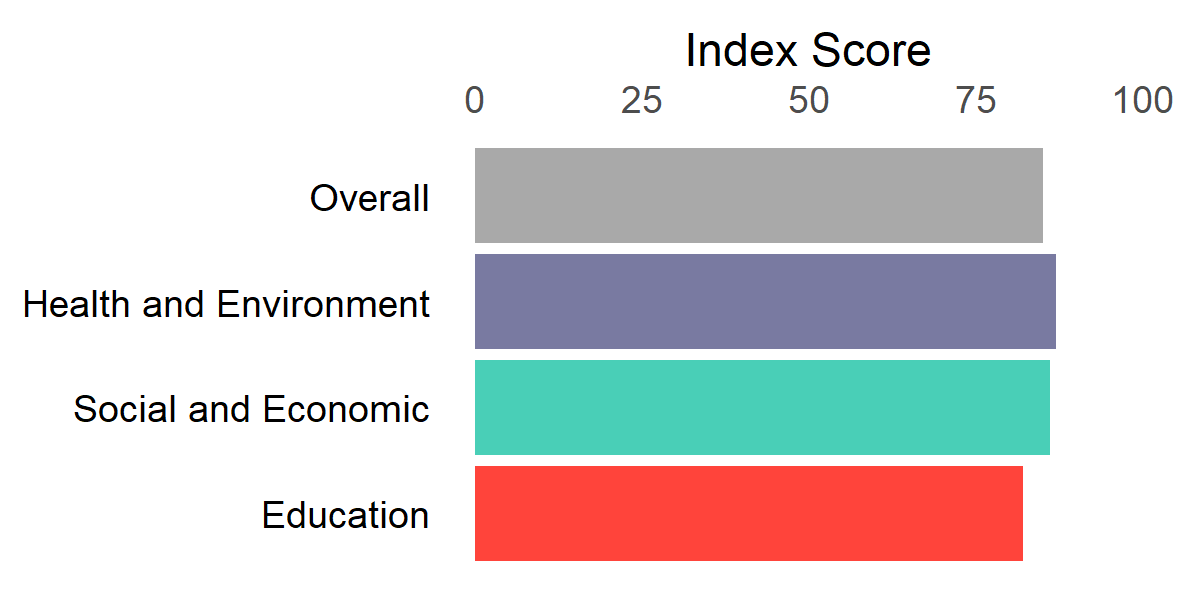 Index Score
0 25 50 75 100
Overall
Health and Environment
Social and Economic
Education